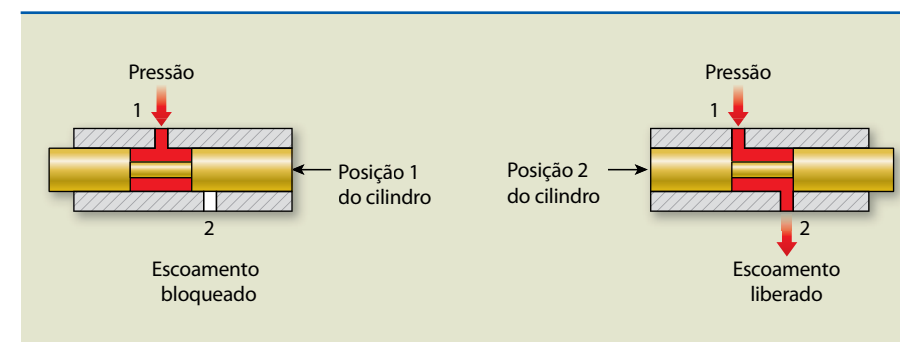 Pressão
1
Posição 1
do cilindro
2
Escoamento
bloqueado
Pressão
1
Posição 2
do cilindro
2
Escoamento
liberado